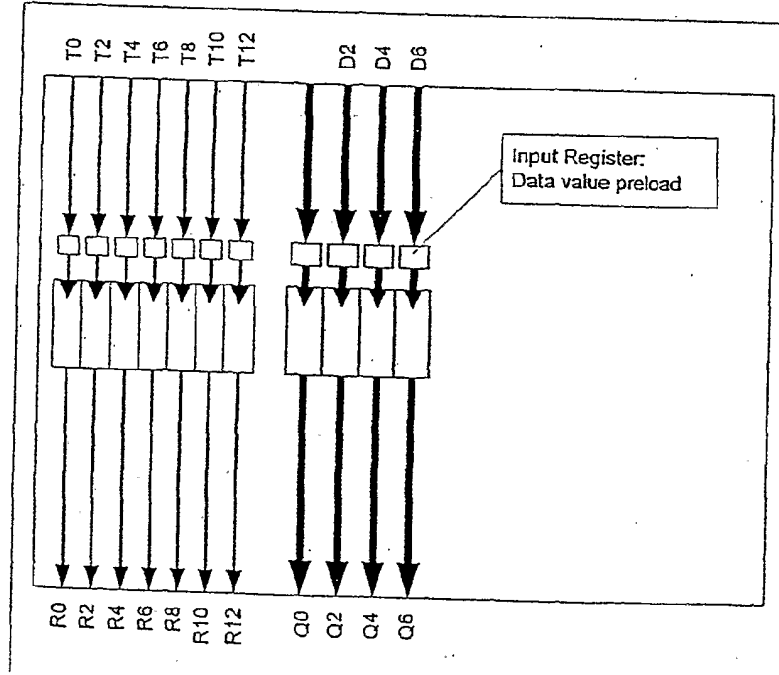 T0 T2 T4 T6 T8 T10 T12 D2 D4 D6
Input Register:
Data value preload
R0 R2 R4 R6 R8 R10 R12 Q0 Q2 Q4 Q6